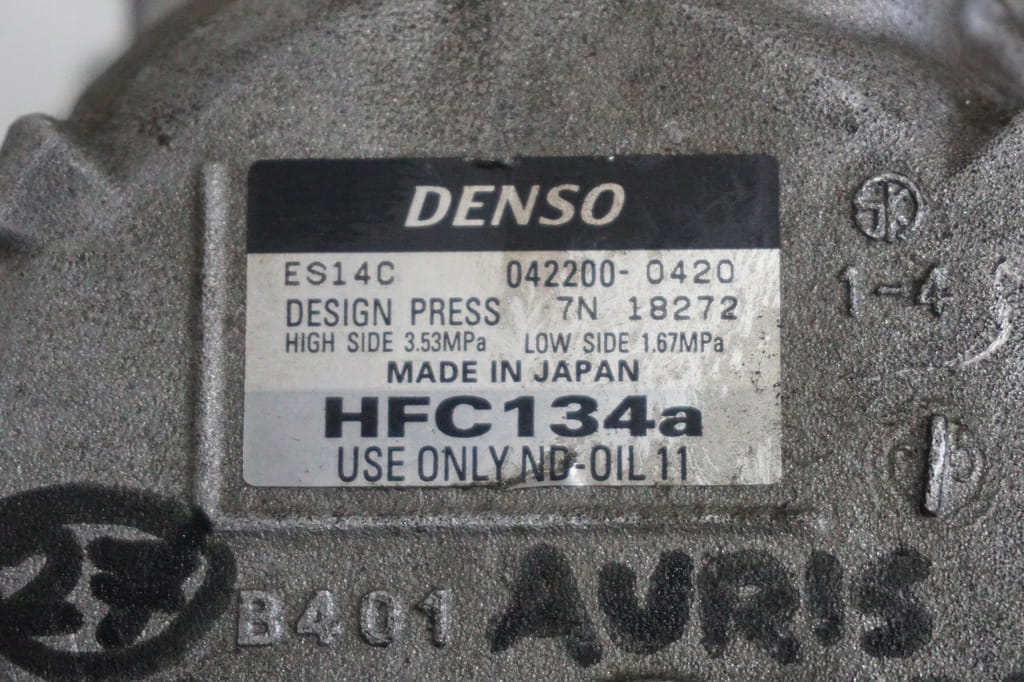 DENSO
ES14C 042200-0420
DESIGN PRESS 7N 18272
HIGH SIDE 3.53MPa LOW SIDE 1.67MPa
MADE IN JAPAN
HFC134a
USE ONLY ND-OIL 11
1-4
27
B401 AURIS